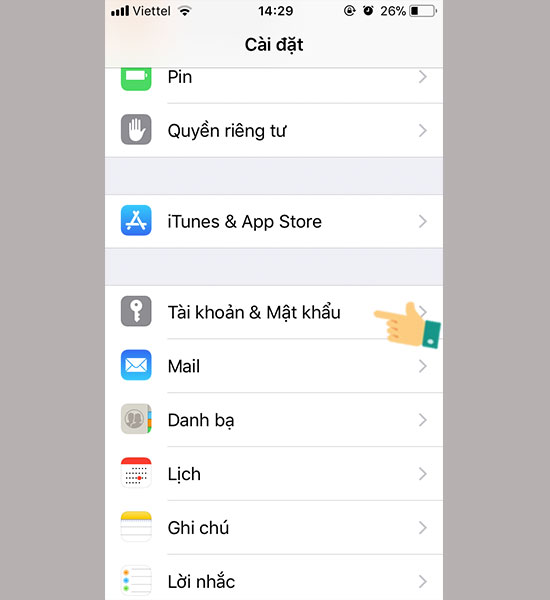 Viettel 14:29 26%
Cài đặt
Pin
Quyền riêng tư
iTunes & App Store
Tài khoản & Mật khẩu
Mail
Danh bạ
Lịch
Ghi chú
Lời nhắc